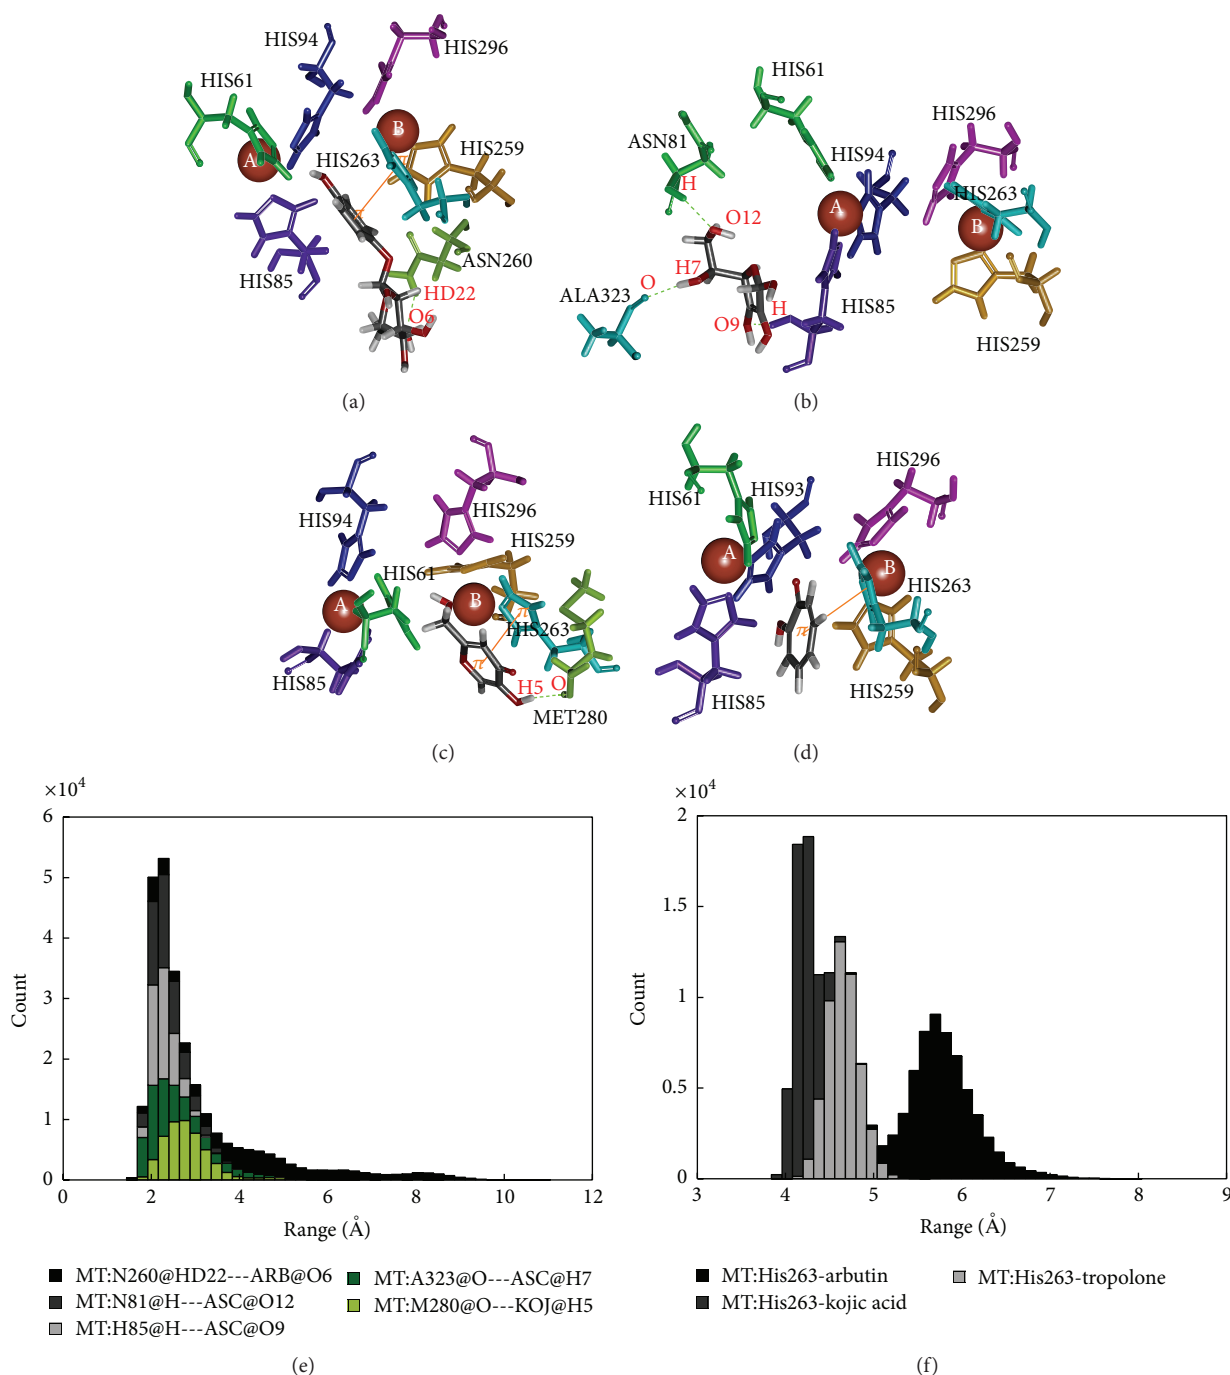 HIS94
HIS296
HIS61
A
B
HIS263
π
HIS259
π
HIS85
ASN260
HD22
O6
(a)
HIS61
ASN81
HIS296
HIS94
H
HIS263
A
O12
B
H7
O
ALA323
H
HIS85
O9
HIS259
(b)
HIS296
HIS94
HIS259
HIS61
A
B
π
HIS263
π
HIS85
H5
O
MET280
(c)
HIS296
HIS61
HIS93
A
B
HIS263
π
HIS85
HIS259
(d)
×10⁴
6
5
4
3
2
1
0
Count
0 2 4 6 8 10 12
Range (Å)
MT:N260@HD22---ARB@O6
MT:N81@H---ASC@O12
MT:H85@H---ASC@O9
MT:A323@O---ASC@H7
MT:M280@O---KOJ@H5
(e)
×10⁴
2
1.5
1
0.5
0
Count
3 4 5 6 7 8 9
Range (Å)
MT:His263-arbutin
MT:His263-kojic acid
MT:His263-tropolone
(f)